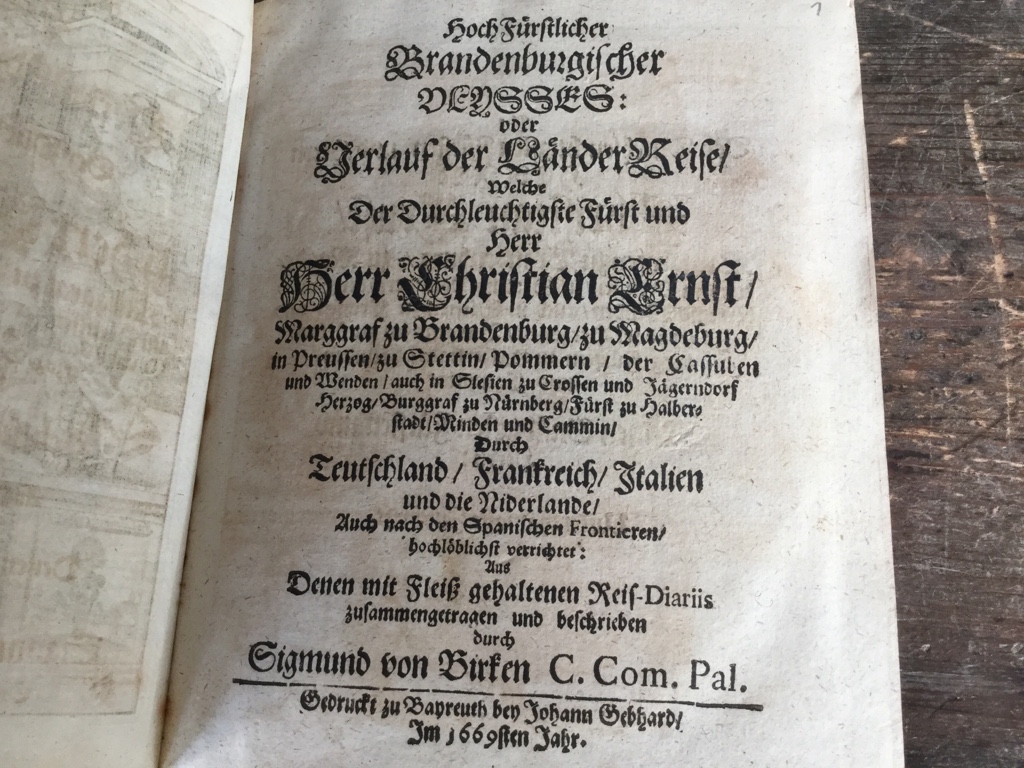 HochFürstlicher
Brandenburgischer
VLYSSES:
oder
Verlauf der LänderReise/
Welche
Der Durchleuchtigste Fürst und
Herr
Herr Christian Ernst/
Marggraf zu Brandenburg/zu Magdeburg/
in Preussen/zu Stettin/Pommern / der Cassuben
und Wenden / auch in Slesien zu Crossen und Jägerndorf
Herzog/Burggraf zu Nürnberg/Fürst zu Halber-
stadt/Minden und Cammin/
Durch
Teutschland/ Frankreich/ Italien
und die Niderlande/
Auch nach den Spanischen Frontieren/
hochlöblichst verrichtet:
Aus
Denen mit Fleiß gehaltenen Reis-Diariis
zusammengetragen und beschrieben
durch
Sigmund von Birken C. Com. Pal.
Gedruckt zu Bayreuth bey Johann Gebhard/
Im 1669sten Jahr.